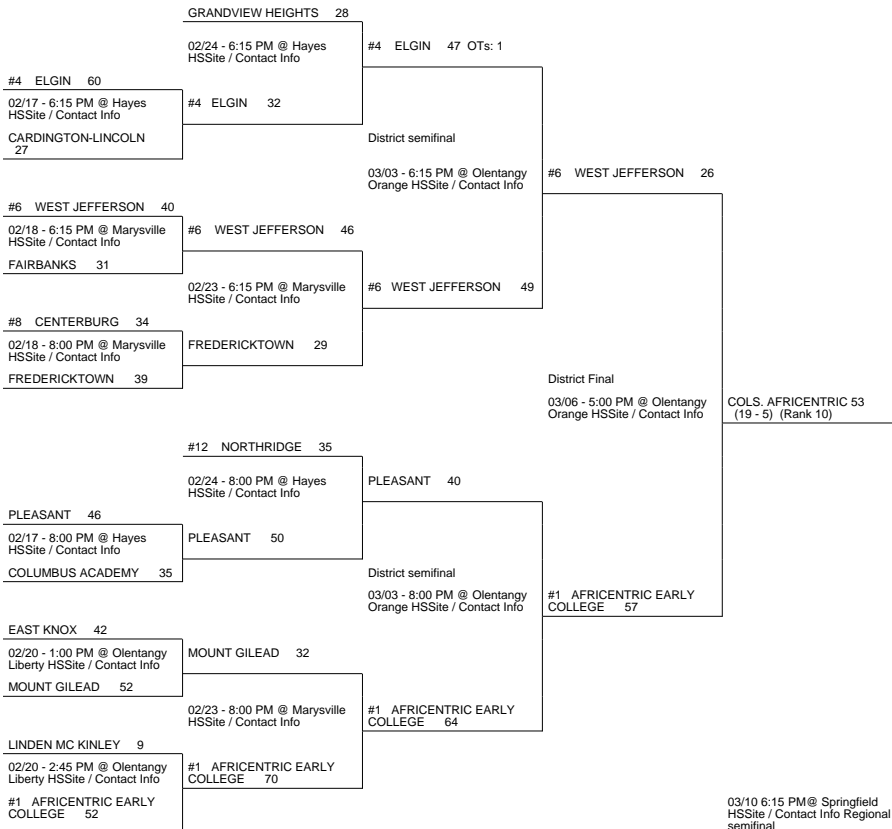 GRANDVIEW HEIGHTS 28
02/24 - 6:15 PM @ Hayes
HSSite / Contact Info
#4 ELGIN 47 OTs: 1
#4 ELGIN 60
02/17 - 6:15 PM @ Hayes
HSSite / Contact Info
#4 ELGIN 32
CARDINGTON-LINCOLN
27
District semifinal
03/03 - 6:15 PM @ Olentangy
Orange HSSite / Contact Info
#6 WEST JEFFERSON 26
#6 WEST JEFFERSON 40
02/18 - 6:15 PM @ Marysville
HSSite / Contact Info
#6 WEST JEFFERSON 46
FAIRBANKS 31
02/23 - 6:15 PM @ Marysville
HSSite / Contact Info
#6 WEST JEFFERSON 49
#8 CENTERBURG 34
02/18 - 8:00 PM @ Marysville
HSSite / Contact Info
FREDERICKTOWN 29
FREDERICKTOWN 39
District Final
03/06 - 5:00 PM @ Olentangy
Orange HSSite / Contact Info
COLS. AFRICENTRIC 53
(19 - 5) (Rank 10)
#12 NORTHRIDGE 35
02/24 - 8:00 PM @ Hayes
HSSite / Contact Info
PLEASANT 40
PLEASANT 46
02/17 - 8:00 PM @ Hayes
HSSite / Contact Info
PLEASANT 50
COLUMBUS ACADEMY 35
District semifinal
03/03 - 8:00 PM @ Olentangy
Orange HSSite / Contact Info
#1 AFRICENTRIC EARLY
COLLEGE 57
EAST KNOX 42
02/20 - 1:00 PM @ Olentangy
Liberty HSSite / Contact Info
MOUNT GILEAD 32
MOUNT GILEAD 52
02/23 - 8:00 PM @ Marysville
HSSite / Contact Info
#1 AFRICENTRIC EARLY
COLLEGE 64
LINDEN MC KINLEY 9
02/20 - 2:45 PM @ Olentangy
Liberty HSSite / Contact Info
#1 AFRICENTRIC EARLY
COLLEGE 70
#1 AFRICENTRIC EARLY
COLLEGE 52
03/10 6:15 PM@ Springfield
HSSite / Contact Info Regional
semifinal